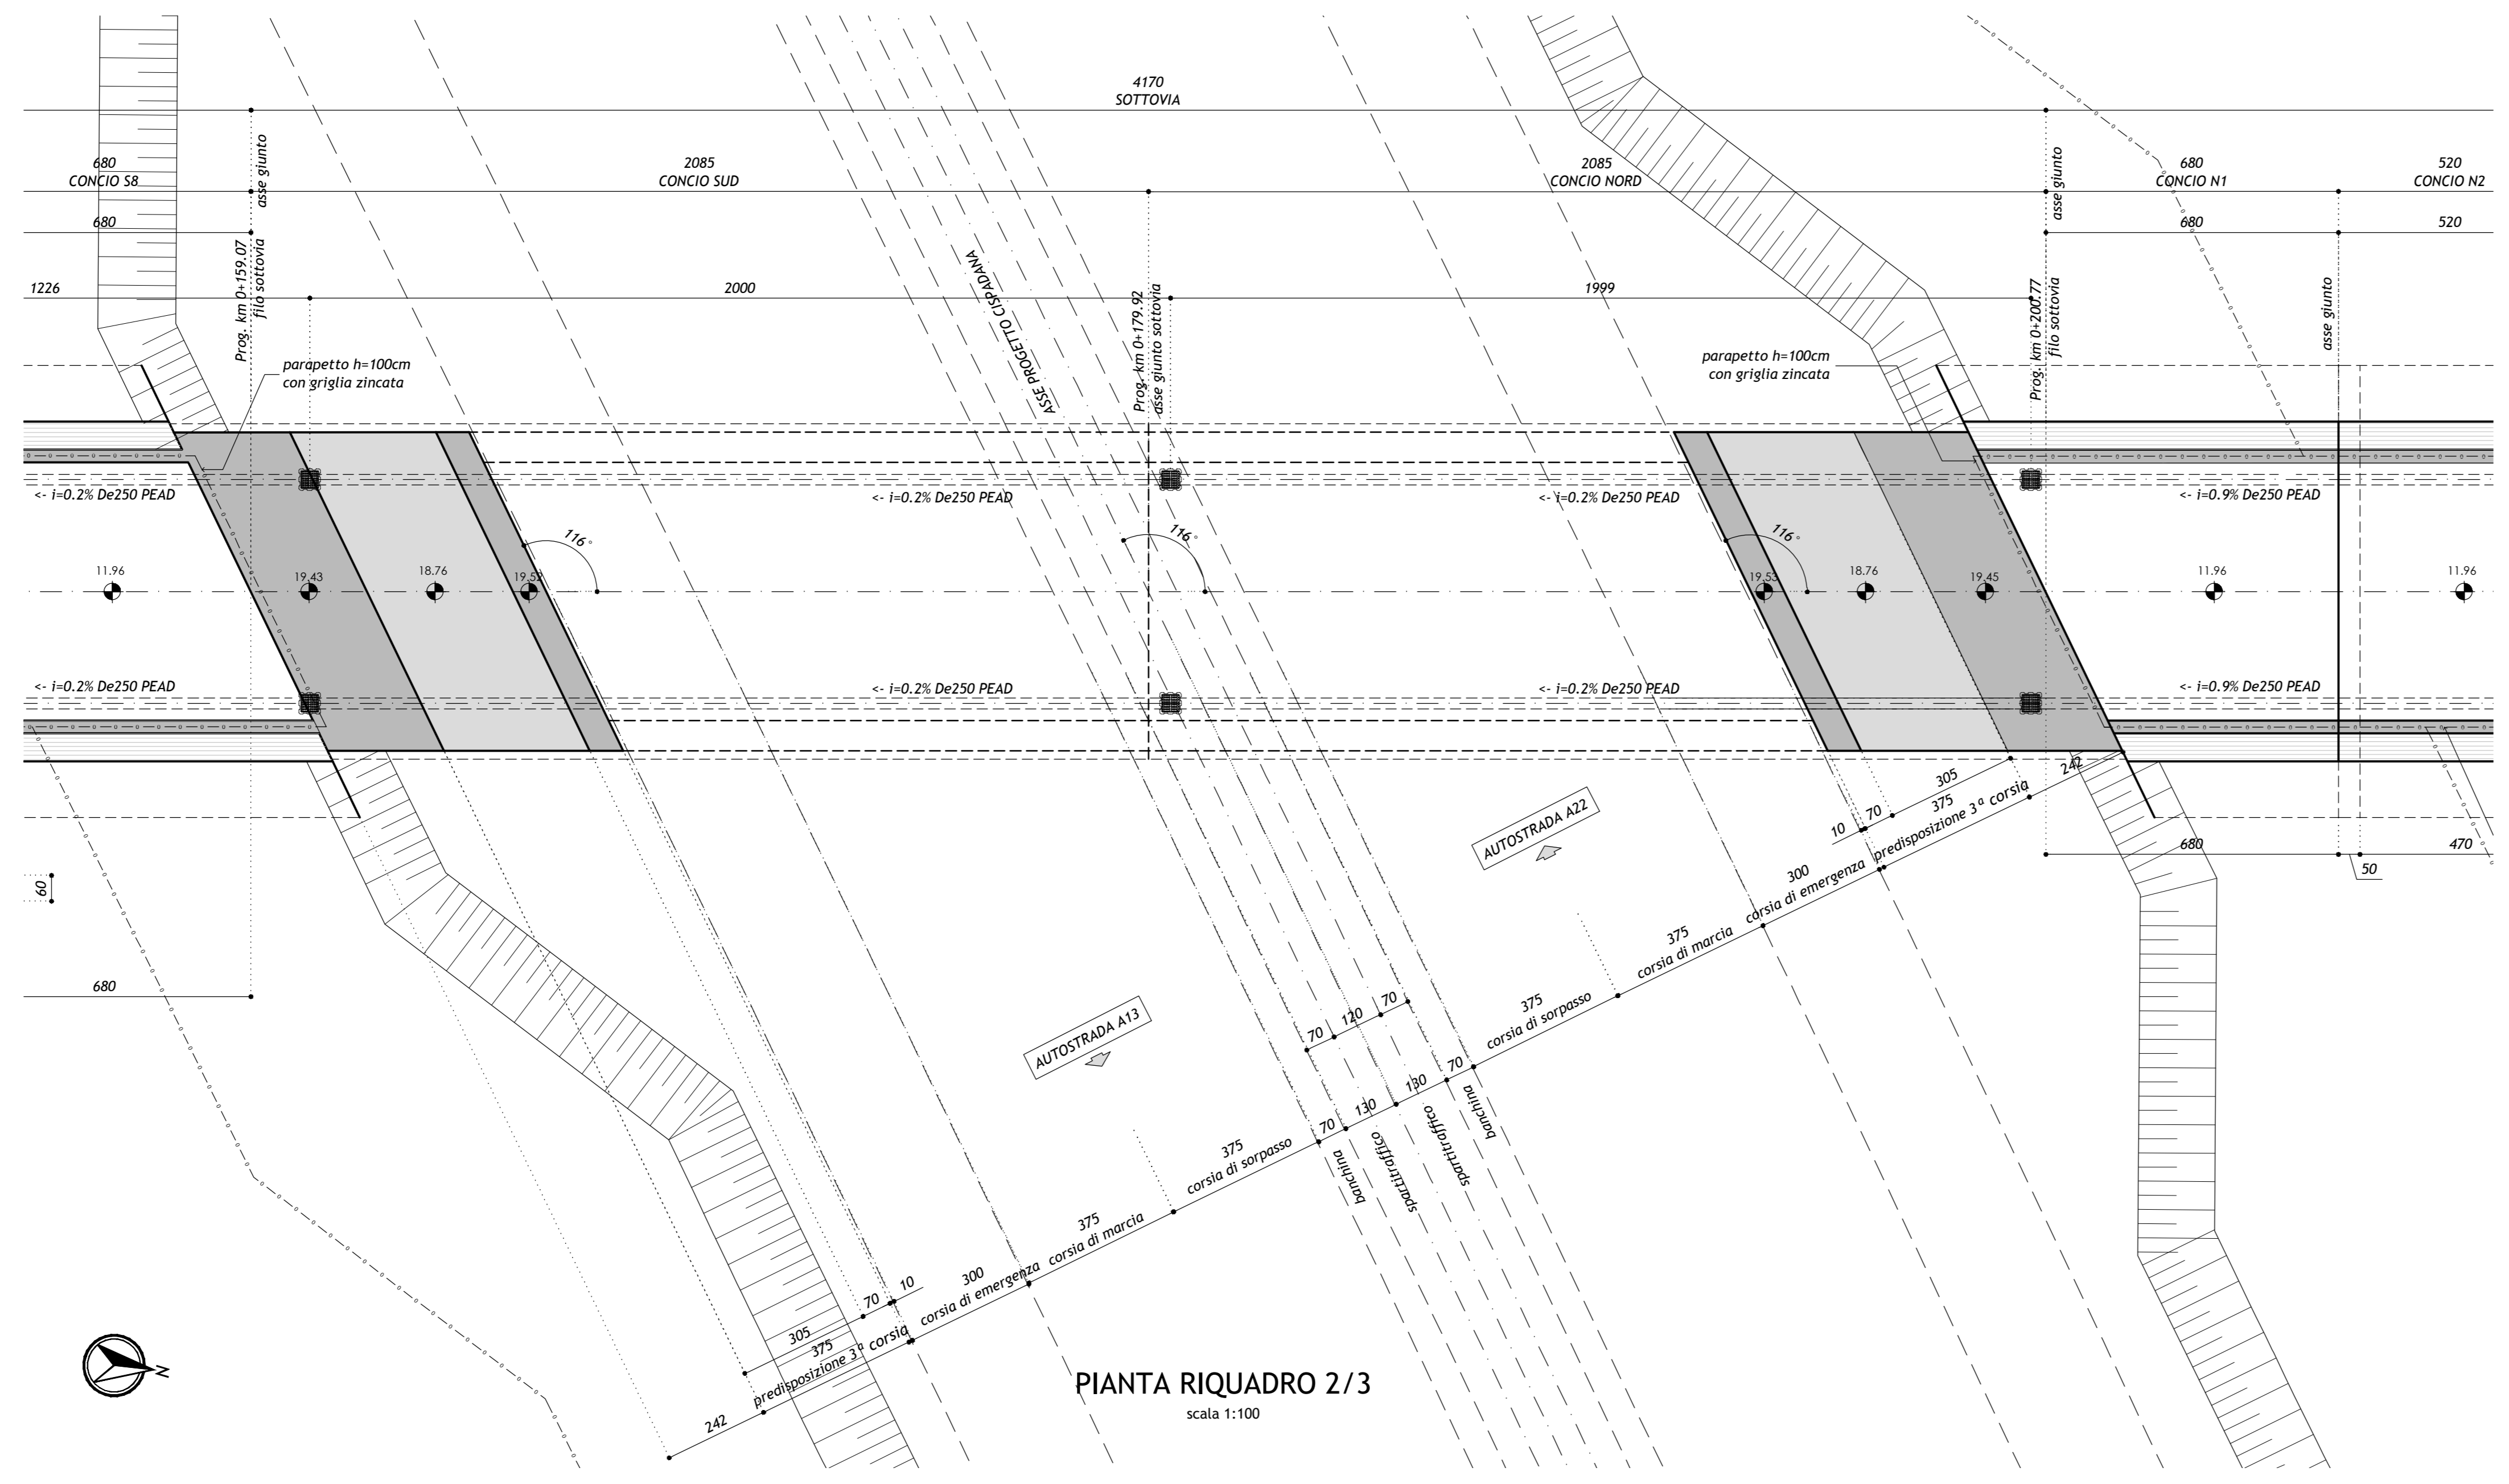 4170
SOTTOVIA
680
CONCIO S8
2085
CONCIO SUD
2085
CONCIO NORD
680
CONCIO N1
520
CONCIO N2
asse giunto
asse giunto
680
680
520
Prog. km 0+159.07
filo sottovia
1226
2000
1999
ASSE PROGETTO CISPADANA
Prog. km 0+179.92
asse giunto sottovia
Prog. km 0+200.77
filo sottovia
asse giunto
parapetto h=100cm
con griglia zincata
parapetto h=100cm
con griglia zincata
<- i=0.2% De250 PEAD
<- i=0.2% De250 PEAD
<- i=0.2% De250 PEAD
<- i=0.9% De250 PEAD
116°
116°
116°
11.96
19.43
18.76
19.52
19.53
18.76
19.45
11.96
11.96
<- i=0.2% De250 PEAD
<- i=0.2% De250 PEAD
<- i=0.2% De250 PEAD
<- i=0.9% De250 PEAD
10
70
305
242
375
predisposizione 3ª corsia
300
corsia di emergenza
375
corsia di marcia
375
corsia di sorpasso
AUTOSTRADA A22
680
470
50
60
680
AUTOSTRADA A13
70
120
70
70
130
130
70
banchina
spartitraffico
spartitraffico
banchina
375
corsia di sorpasso
375
corsia di marcia
300
corsia di emergenza
10
70
305
375
predisposizione 3ª corsia
242
N
PIANTA RIQUADRO 2/3
scala 1:100